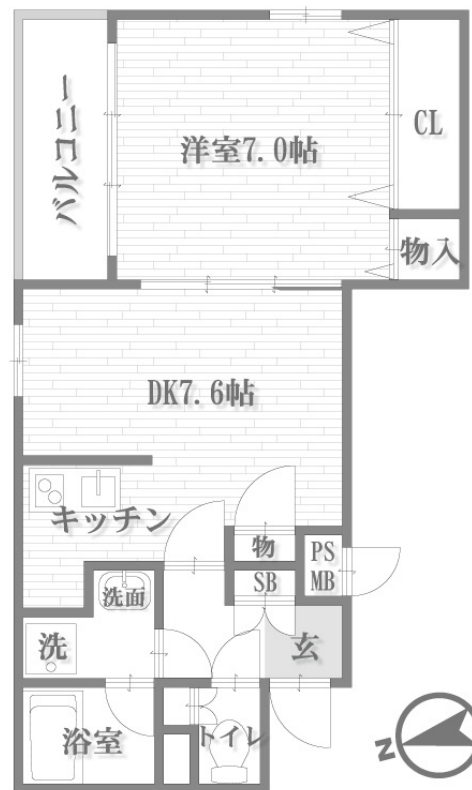 バルコニー
洋室7.0帖
CL
物入
DK7.6帖
キッチン
物
PS
MB
SB
洗面
洗
玄
浴室
トイレ
N